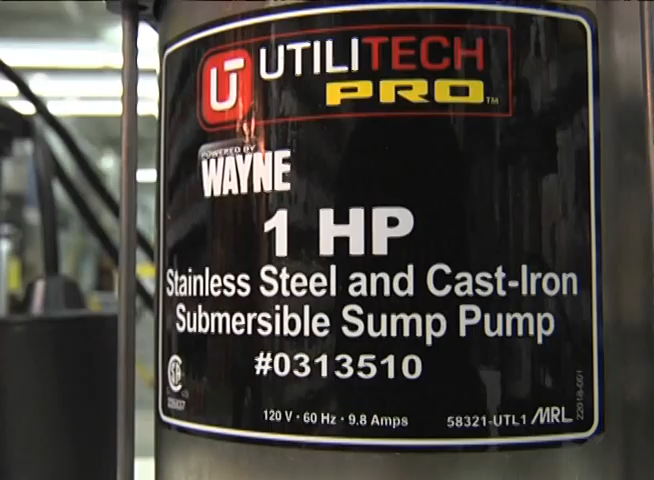 U
UTILITECH
PRO™
POWERED BY
WAYNE
1 HP
Stainless Steel and Cast-Iron
Submersible Sump Pump
#0313510
120 V · 60 Hz · 9.8 Amps
58321-UTL1 MRL